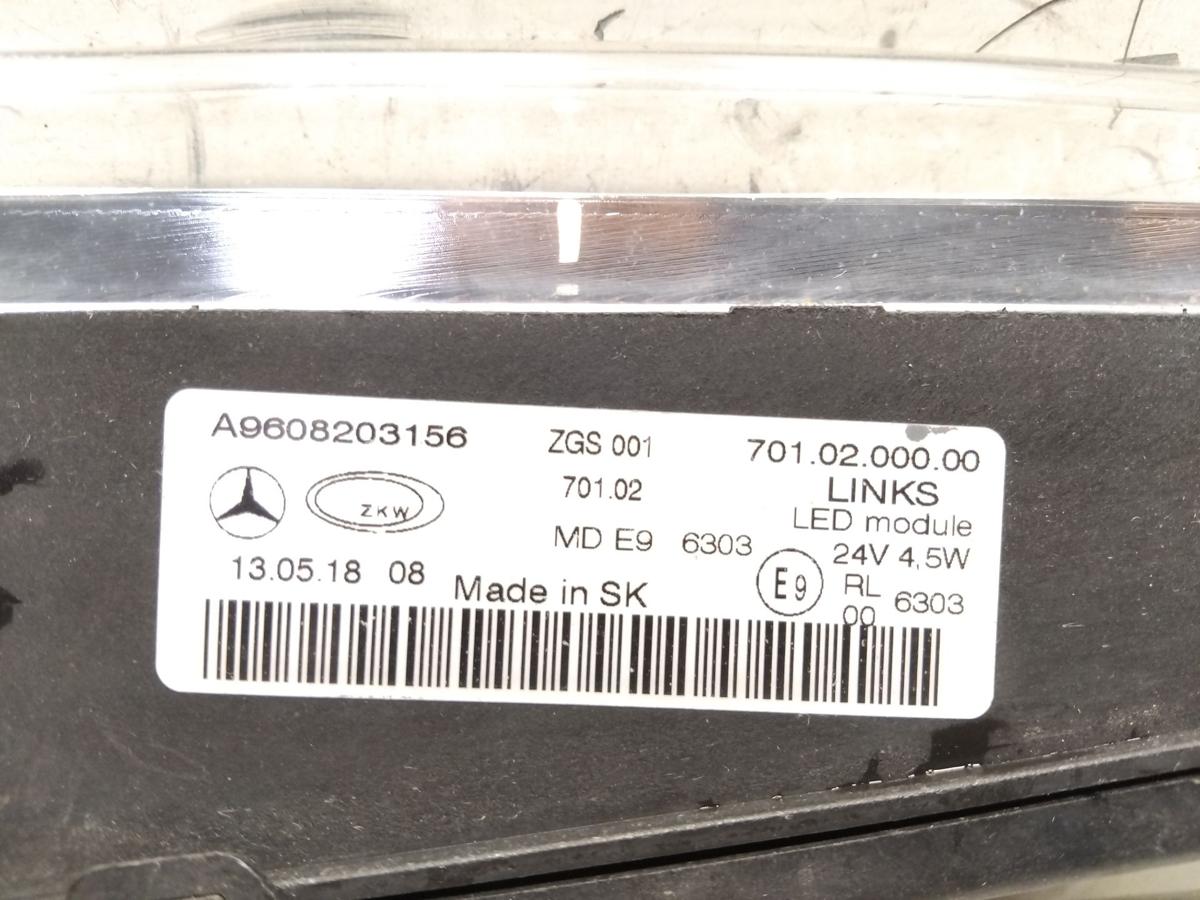 A9608203156 ZGS 001 701.02.000.00
701.02 LINKS
ZKW LED module
MD E9 6303 24V 4,5W
13.05.18 08 Made in SK E9 RL 6303
00